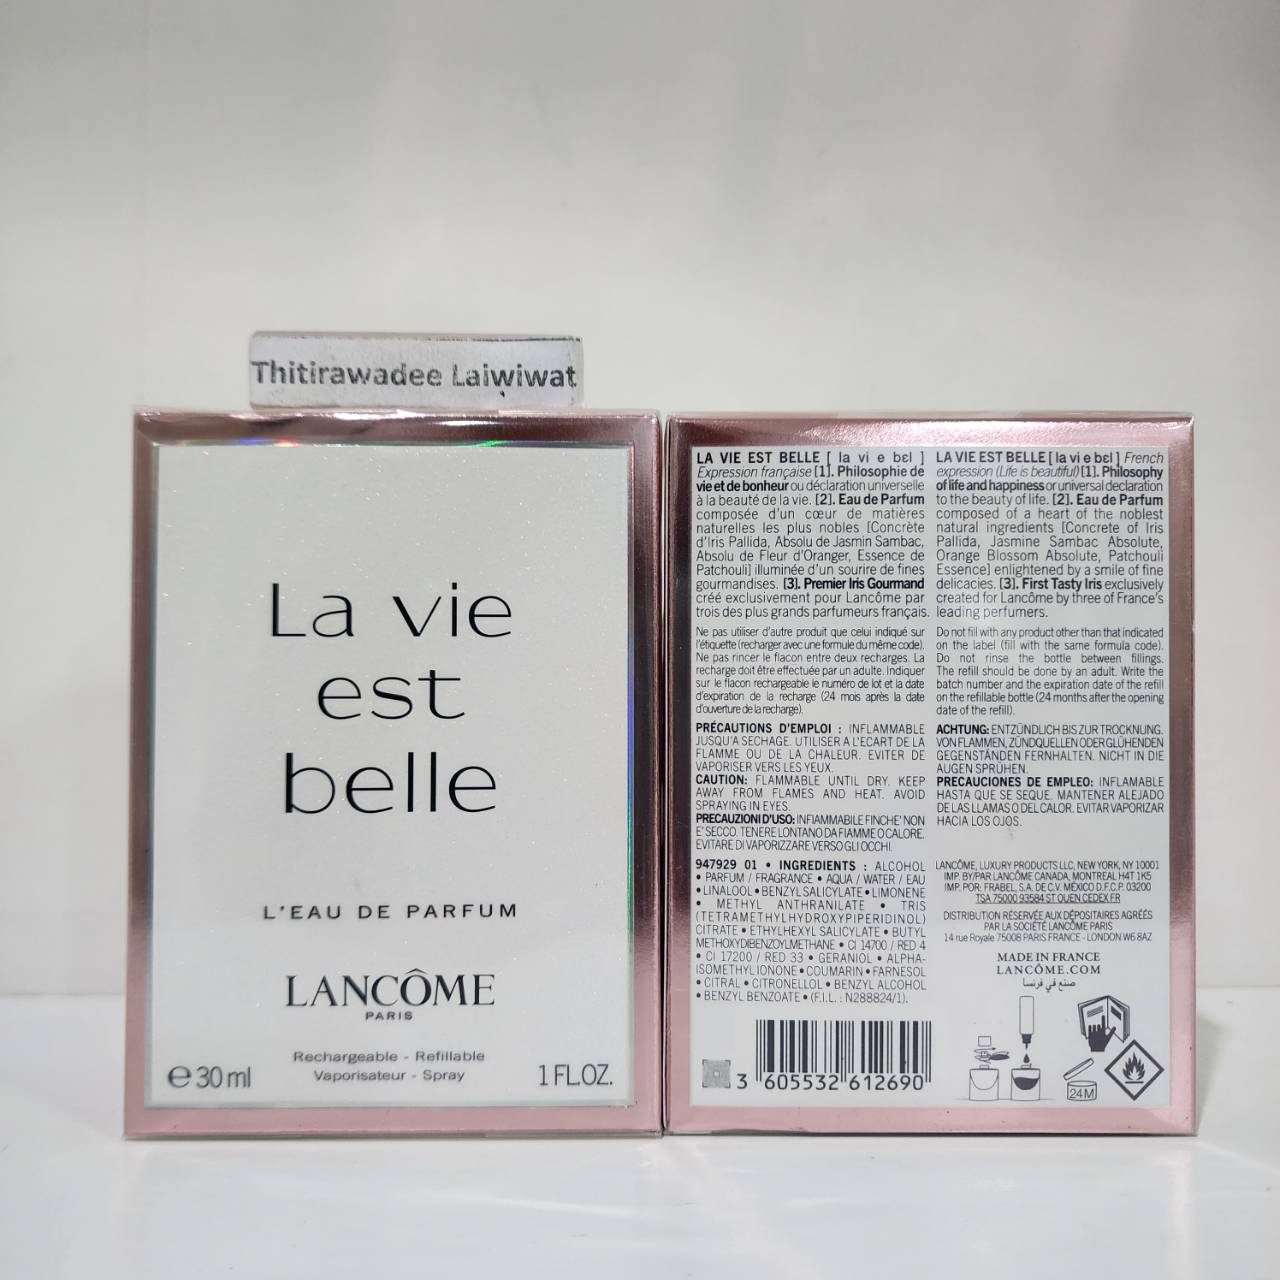 Thitirawadee Laiwiwat
La vie
est
belle
L'EAU DE PARFUM
LANCÔME
PARIS
Rechargeable - Refillable
Vaporisateur - Spray
e 30 ml
1 FL.OZ.
LA VIE EST BELLE [ la vi e bɛl ]
Expression française [1]. Philosophie de
vie et de bonheur ou déclaration universelle
à la beauté de la vie. [2]. Eau de Parfum
composée d'un cœur de matières
naturelles les plus nobles [Concrète
d'Iris Pallida, Absolu de Jasmin Sambac,
Absolu de Fleur d'Oranger, Essence de
Patchouli] illuminée d'un sourire de fines
gourmandises. [3]. Premier Iris Gourmand
créé exclusivement pour Lancôme par
trois des plus grands parfumeurs français.
Ne pas utiliser d'autre produit que celui indiqué sur
l'étiquette (recharger avec une formule du même code).
Ne pas rincer le flacon entre deux recharges. La
recharge doit être effectuée par un adulte. Indiquer
sur le flacon rechargeable le numéro de lot et la date
d'expiration de la recharge (24 mois après la date
d'ouverture de la recharge).
PRÉCAUTIONS D'EMPLOI : INFLAMMABLE
JUSQU'A SECHAGE. UTILISER A L'ECART DE LA
FLAMME OU DE LA CHALEUR. EVITER DE
VAPORISER VERS LES YEUX.
CAUTION: FLAMMABLE UNTIL DRY. KEEP
AWAY FROM FLAMES AND HEAT. AVOID
SPRAYING IN EYES.
PRECAUZIONI D'USO: INFIAMMABILE FINCHE' NON
E' SECCO. TENERE LONTANO DA FIAMME O CALORE.
EVITARE DI VAPORIZZARE VERSO GLI OCCHI.
947929 01 • INGREDIENTS : ALCOHOL
• PARFUM / FRAGRANCE • AQUA / WATER / EAU
• LINALOOL • BENZYL SALICYLATE • LIMONENE
• METHYL ANTHRANILATE • TRIS
(TETRAMETHYLHYDROXYPIPERIDINOL)
CITRATE • ETHYLHEXYL SALICYLATE • BUTYL
METHOXYDIBENZOYLMETHANE • CI 14700 / RED 4
• CI 17200 / RED 33 • GERANIOL • ALPHA-
ISOMETHYL IONONE • COUMARIN • FARNESOL
• CITRAL • CITRONELLOL • BENZYL ALCOHOL
• BENZYL BENZOATE • (F.I.L. : N288824/1).
3 605532 612690
LA VIE EST BELLE [ la vi e bɛl ] French
expression (Life is beautiful) [1]. Philosophy
of life and happiness or universal declaration
to the beauty of life. [2]. Eau de Parfum
composed of a heart of the noblest
natural ingredients [Concrete of Iris
Pallida, Jasmine Sambac Absolute,
Orange Blossom Absolute, Patchouli
Essence] enlightened by a smile of fine
delicacies. [3]. First Tasty Iris exclusively
created for Lancôme by three of France's
leading perfumers.
Do not fill with any product other than that indicated
on the label (fill with the same formula code).
Do not rinse the bottle between fillings.
The refill should be done by an adult. Write the
batch number and the expiration date of the refill
on the refillable bottle (24 months after the opening
date of the refill).
ACHTUNG: ENTZÜNDLICH BIS ZUR TROCKNUNG.
VON FLAMMEN, ZÜNDQUELLEN ODER GLÜHENDEN
GEGENSTÄNDEN FERNHALTEN. NICHT IN DIE
AUGEN SPRÜHEN.
PRECAUCIONES DE EMPLEO: INFLAMABLE
HASTA QUE SE SEQUE. MANTENER ALEJADO
DE LAS LLAMAS O DEL CALOR. EVITAR VAPORIZAR
HACIA LOS OJOS.
LANCÔME, LUXURY PRODUCTS LLC, NEW YORK, NY 10001
IMP. BY/PAR LANCÔME CANADA, MONTREAL H4T 1K5
IMP. POR: FRABEL, S.A. DE C.V. MÉXICO D.F. C.P. 03200
TSA 75000 93584 ST OUEN CEDEX FR
DISTRIBUTION RÉSERVÉE AUX DÉPOSITAIRES AGRÉÉS
PAR LA SOCIÉTÉ LANCÔME PARIS
14 rue Royale 75008 PARIS FRANCE - LONDON W6 8AZ
MADE IN FRANCE
LANCÔME.COM
صنع في فرنسا
24 M